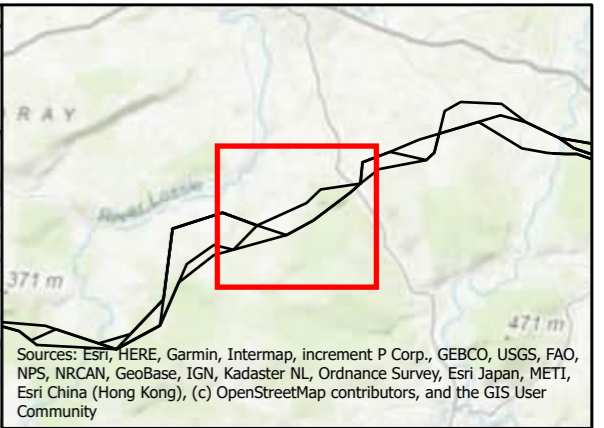 RAY
River Lossie
371 m
471 m
Sources: Esri, HERE, Garmin, Intermap, increment P Corp., GEBCO, USGS, FAO,
NPS, NRCAN, GeoBase, IGN, Kadaster NL, Ordnance Survey, Esri Japan, METI,
Esri China (Hong Kong), (c) OpenStreetMap contributors, and the GIS User
Community